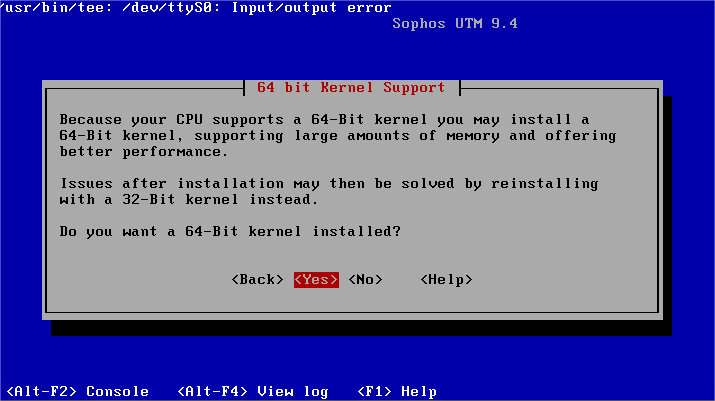 /usr/bin/tee: /dev/ttyS0: Input/output error
Sophos UTM 9.4
64 bit Kernel Support
Because your CPU supports a 64-Bit kernel you may install a
64-Bit kernel, supporting large amounts of memory and offering
better performance.
Issues after installation may then be solved by reinstalling
with a 32-Bit kernel instead.
Do you want a 64-Bit kernel installed?
<Back> <Yes> <No> <Help>
<Alt-F2> Console <Alt-F4> View log <F1> Help